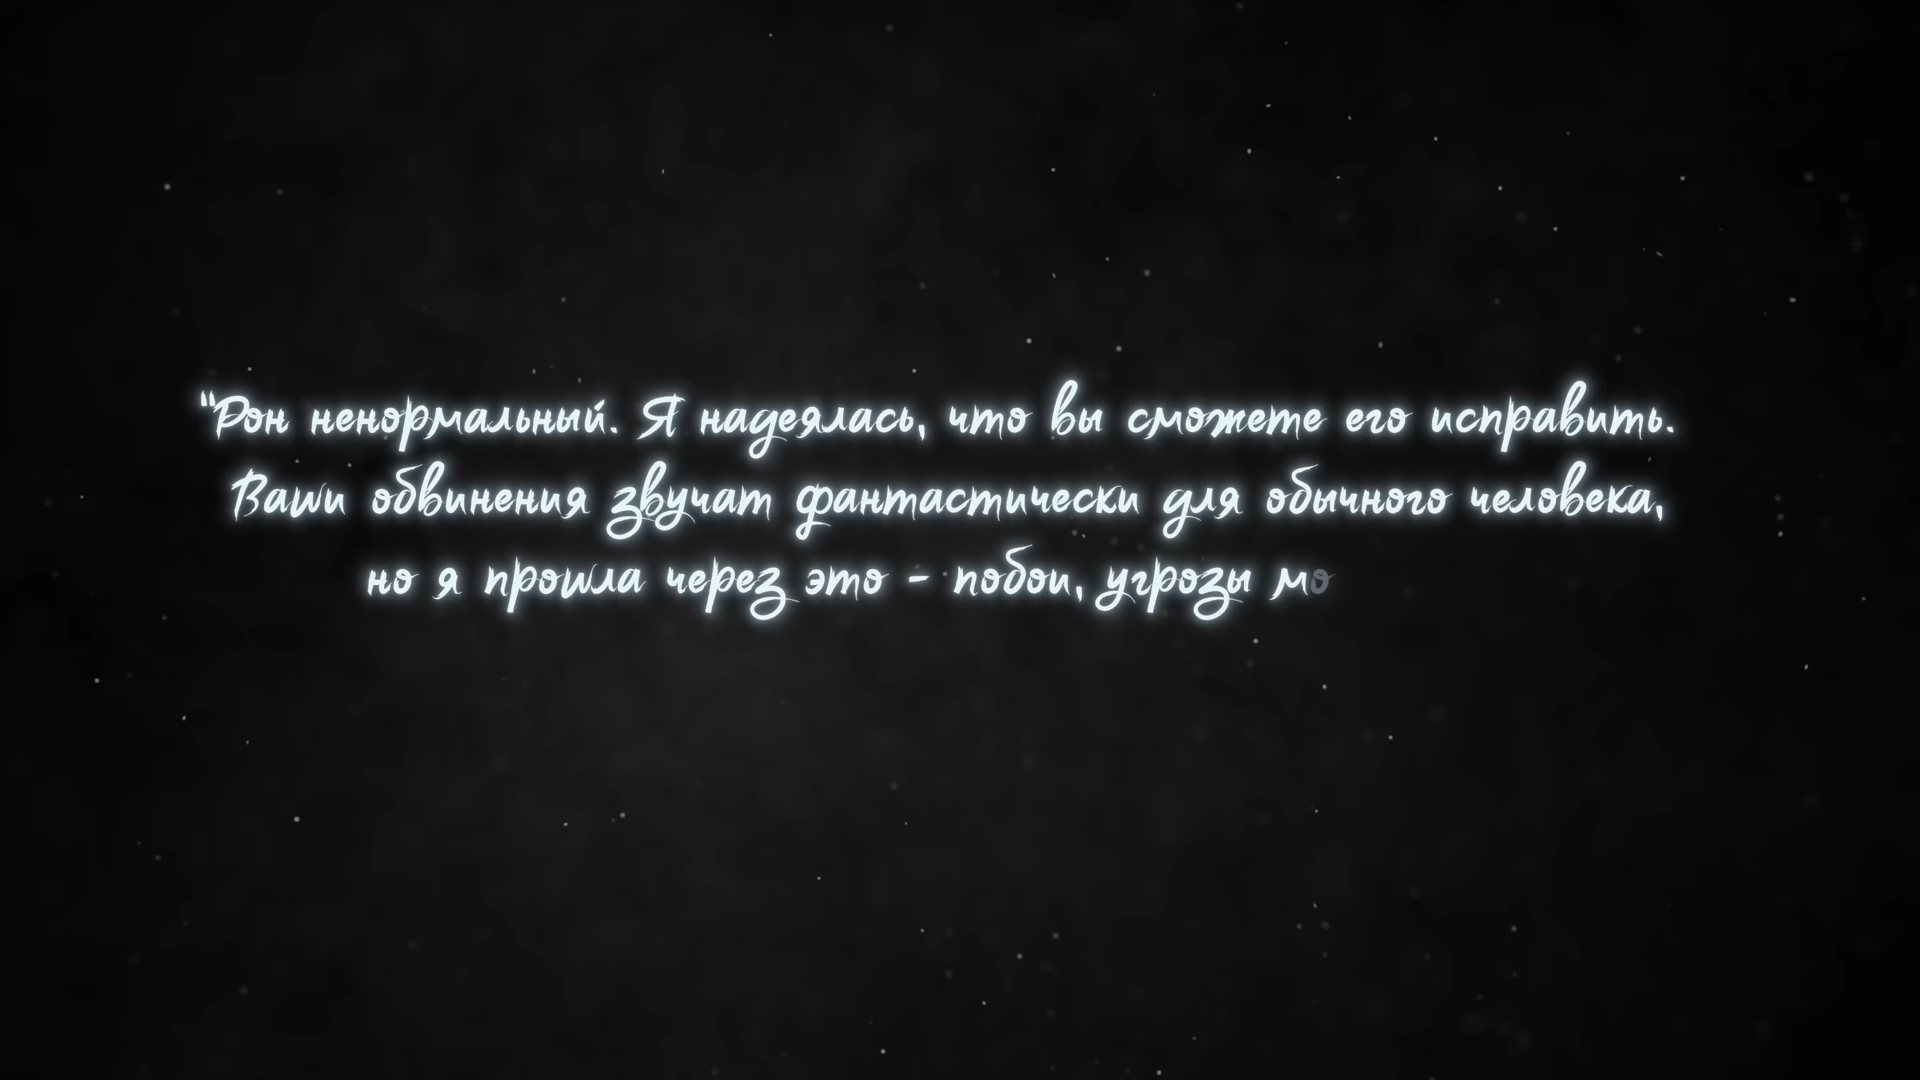 "Рон ненормальный. Я надеялась, что вы сможете его исправить.
Ваши обвинения звучат фантастически для обычного человека,
но я прошла через это - побои, угрозы мо